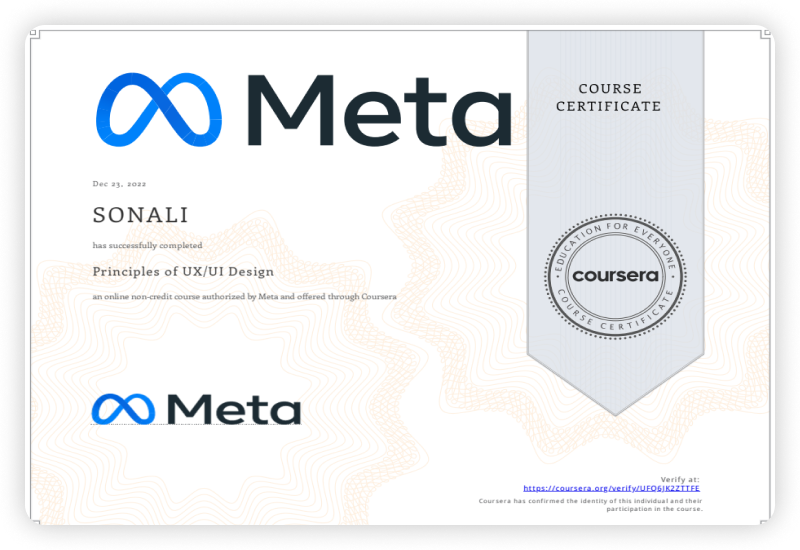 Meta
COURSE
CERTIFICATE
Dec 23, 2022
SONALI
has successfully completed
Principles of UX/UI Design
an online non-credit course authorized by Meta and offered through Coursera
EDUCATION FOR EVERYONE
coursera
COURSE CERTIFICATE
Meta
Verify at:
https://coursera.org/verify/UFQ6JK2ZTTFE
Coursera has confirmed the identity of this individual and their
participation in the course.